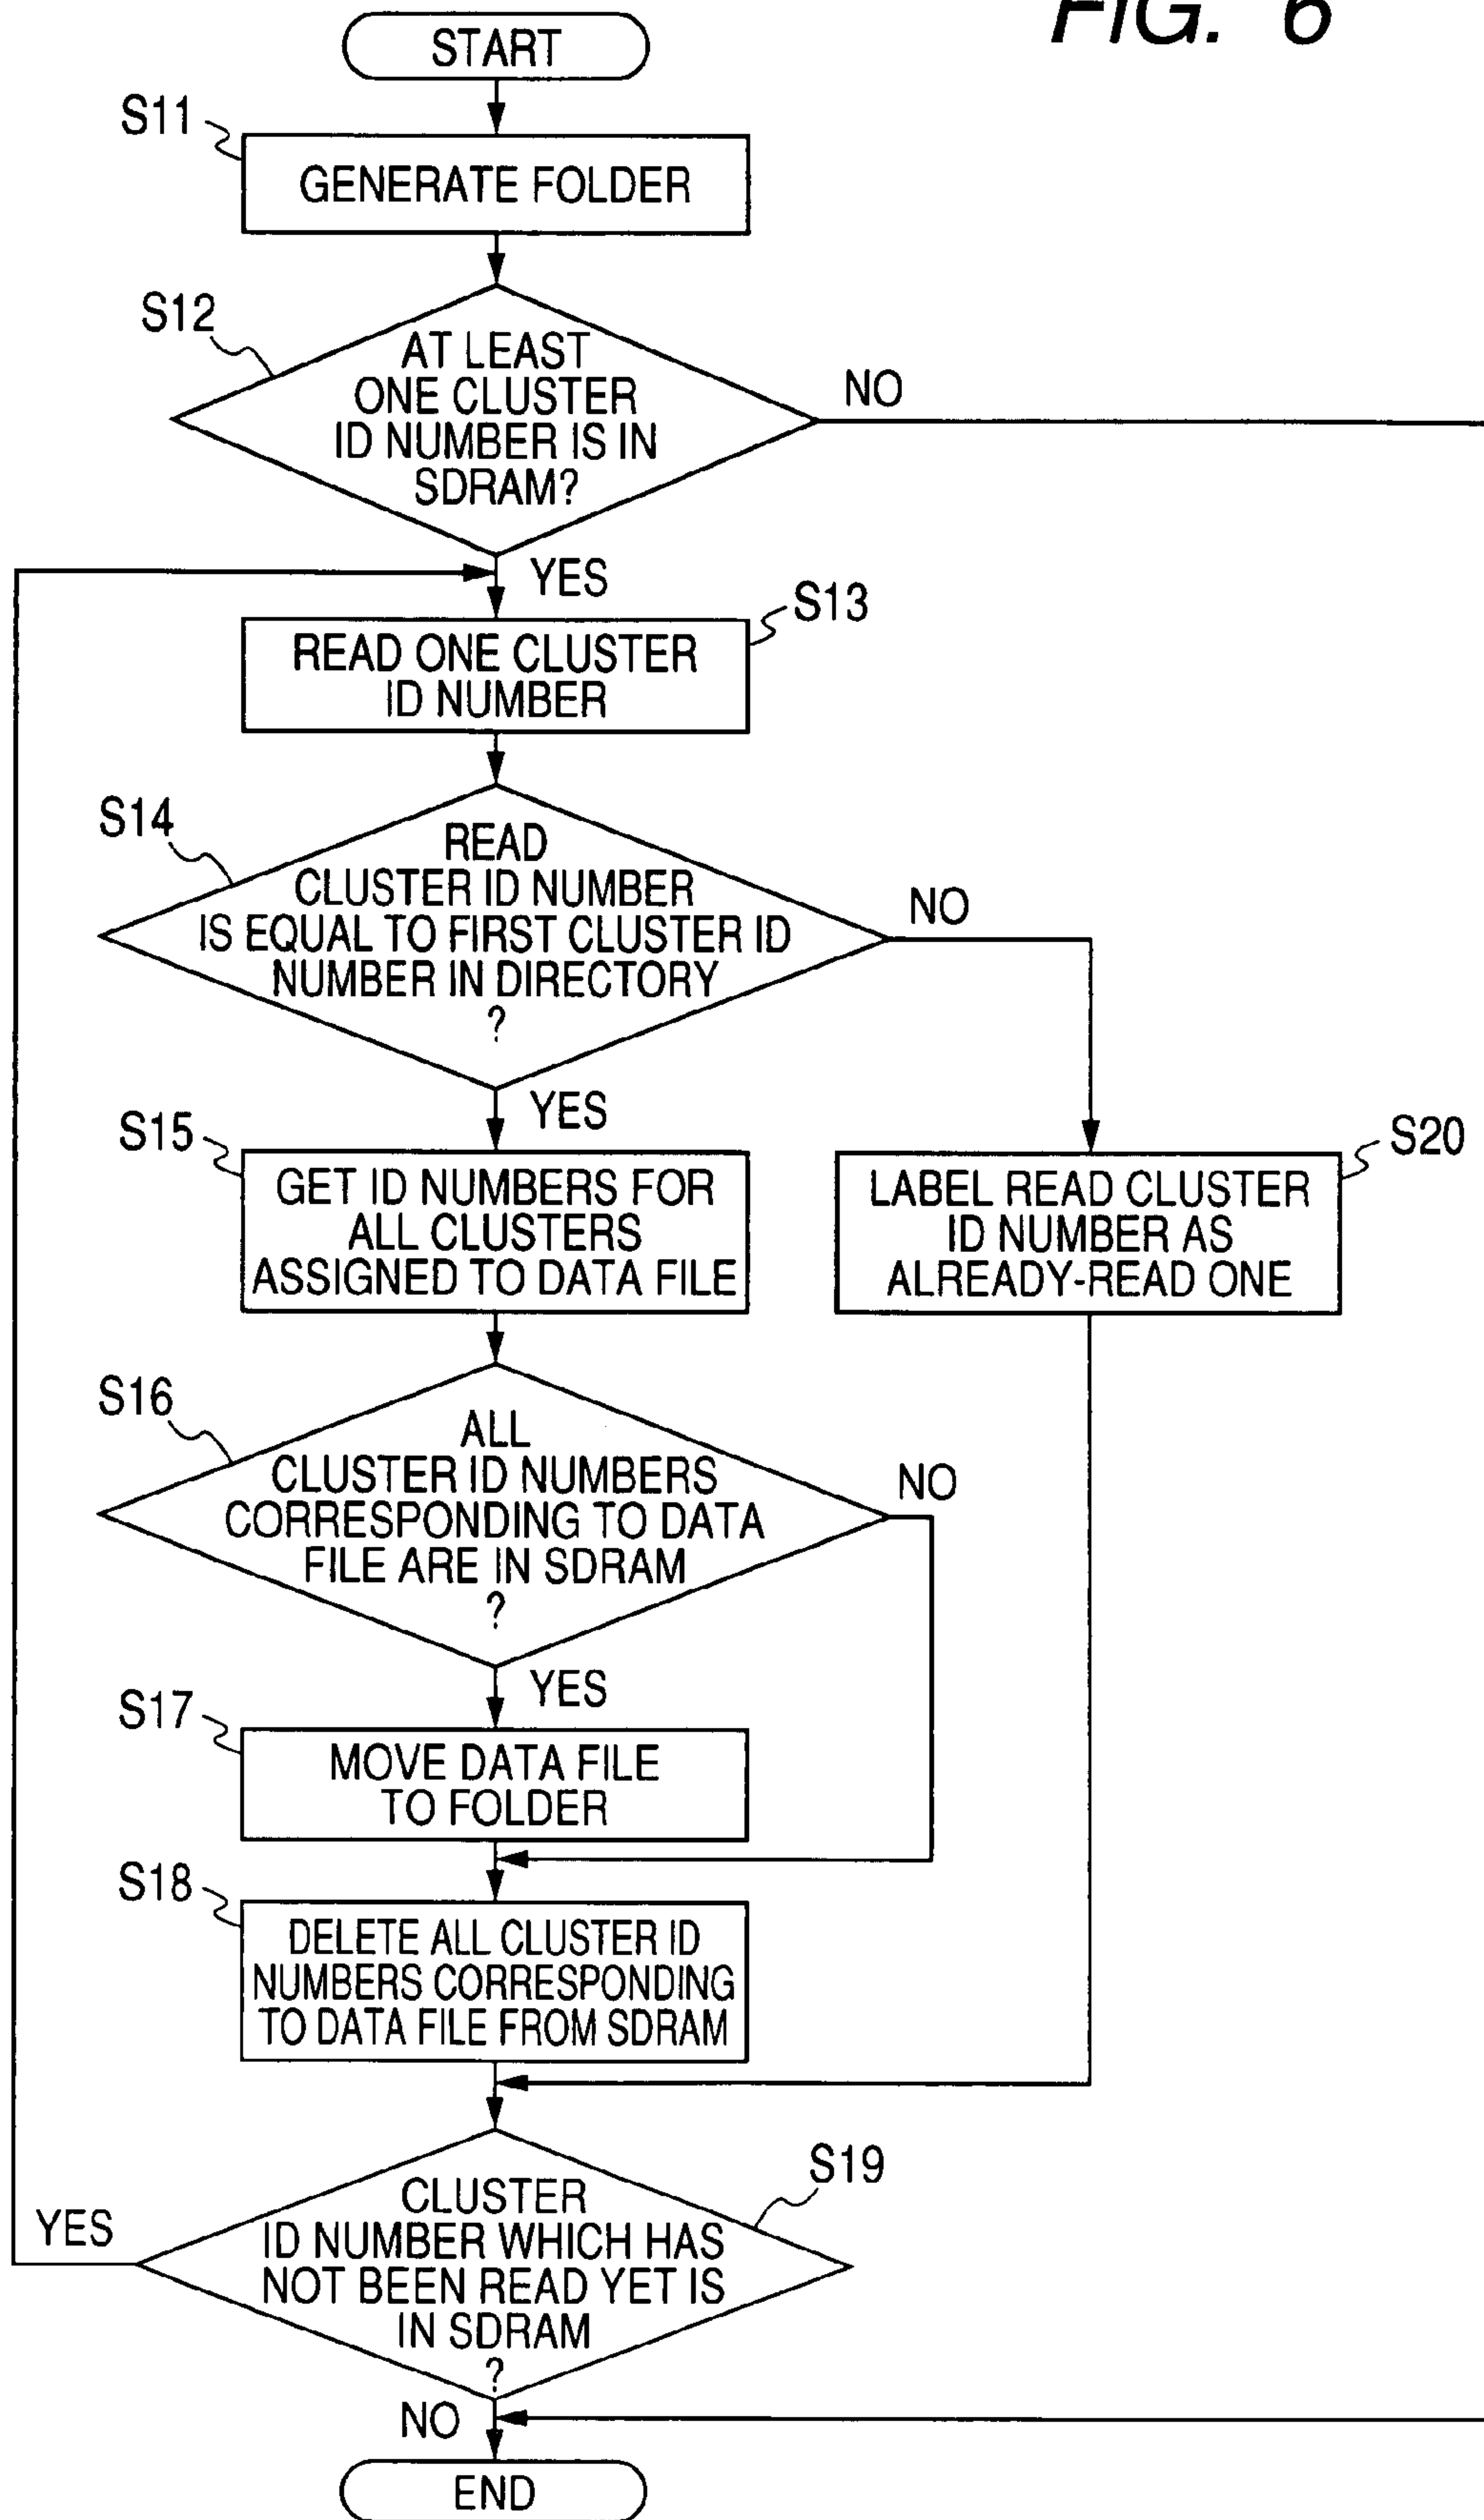 FIG. 6
START
S11
GENERATE FOLDER
S12
AT LEAST
ONE CLUSTER
ID NUMBER IS IN
SDRAM?
NO
YES
S13
READ ONE CLUSTER
ID NUMBER
S14
READ
CLUSTER ID NUMBER
IS EQUAL TO FIRST CLUSTER ID
NUMBER IN DIRECTORY
?
NO
YES
S15
GET ID NUMBERS FOR
ALL CLUSTERS
ASSIGNED TO DATA FILE
S20
LABEL READ CLUSTER
ID NUMBER AS
ALREADY-READ ONE
S16
ALL
CLUSTER ID NUMBERS
CORRESPONDING TO DATA
FILE ARE IN SDRAM
?
NO
YES
S17
MOVE DATA FILE
TO FOLDER
S18
DELETE ALL CLUSTER ID
NUMBERS CORRESPONDING
TO DATA FILE FROM SDRAM
S19
CLUSTER
ID NUMBER WHICH HAS
NOT BEEN READ YET IS
IN SDRAM
?
YES
NO
END